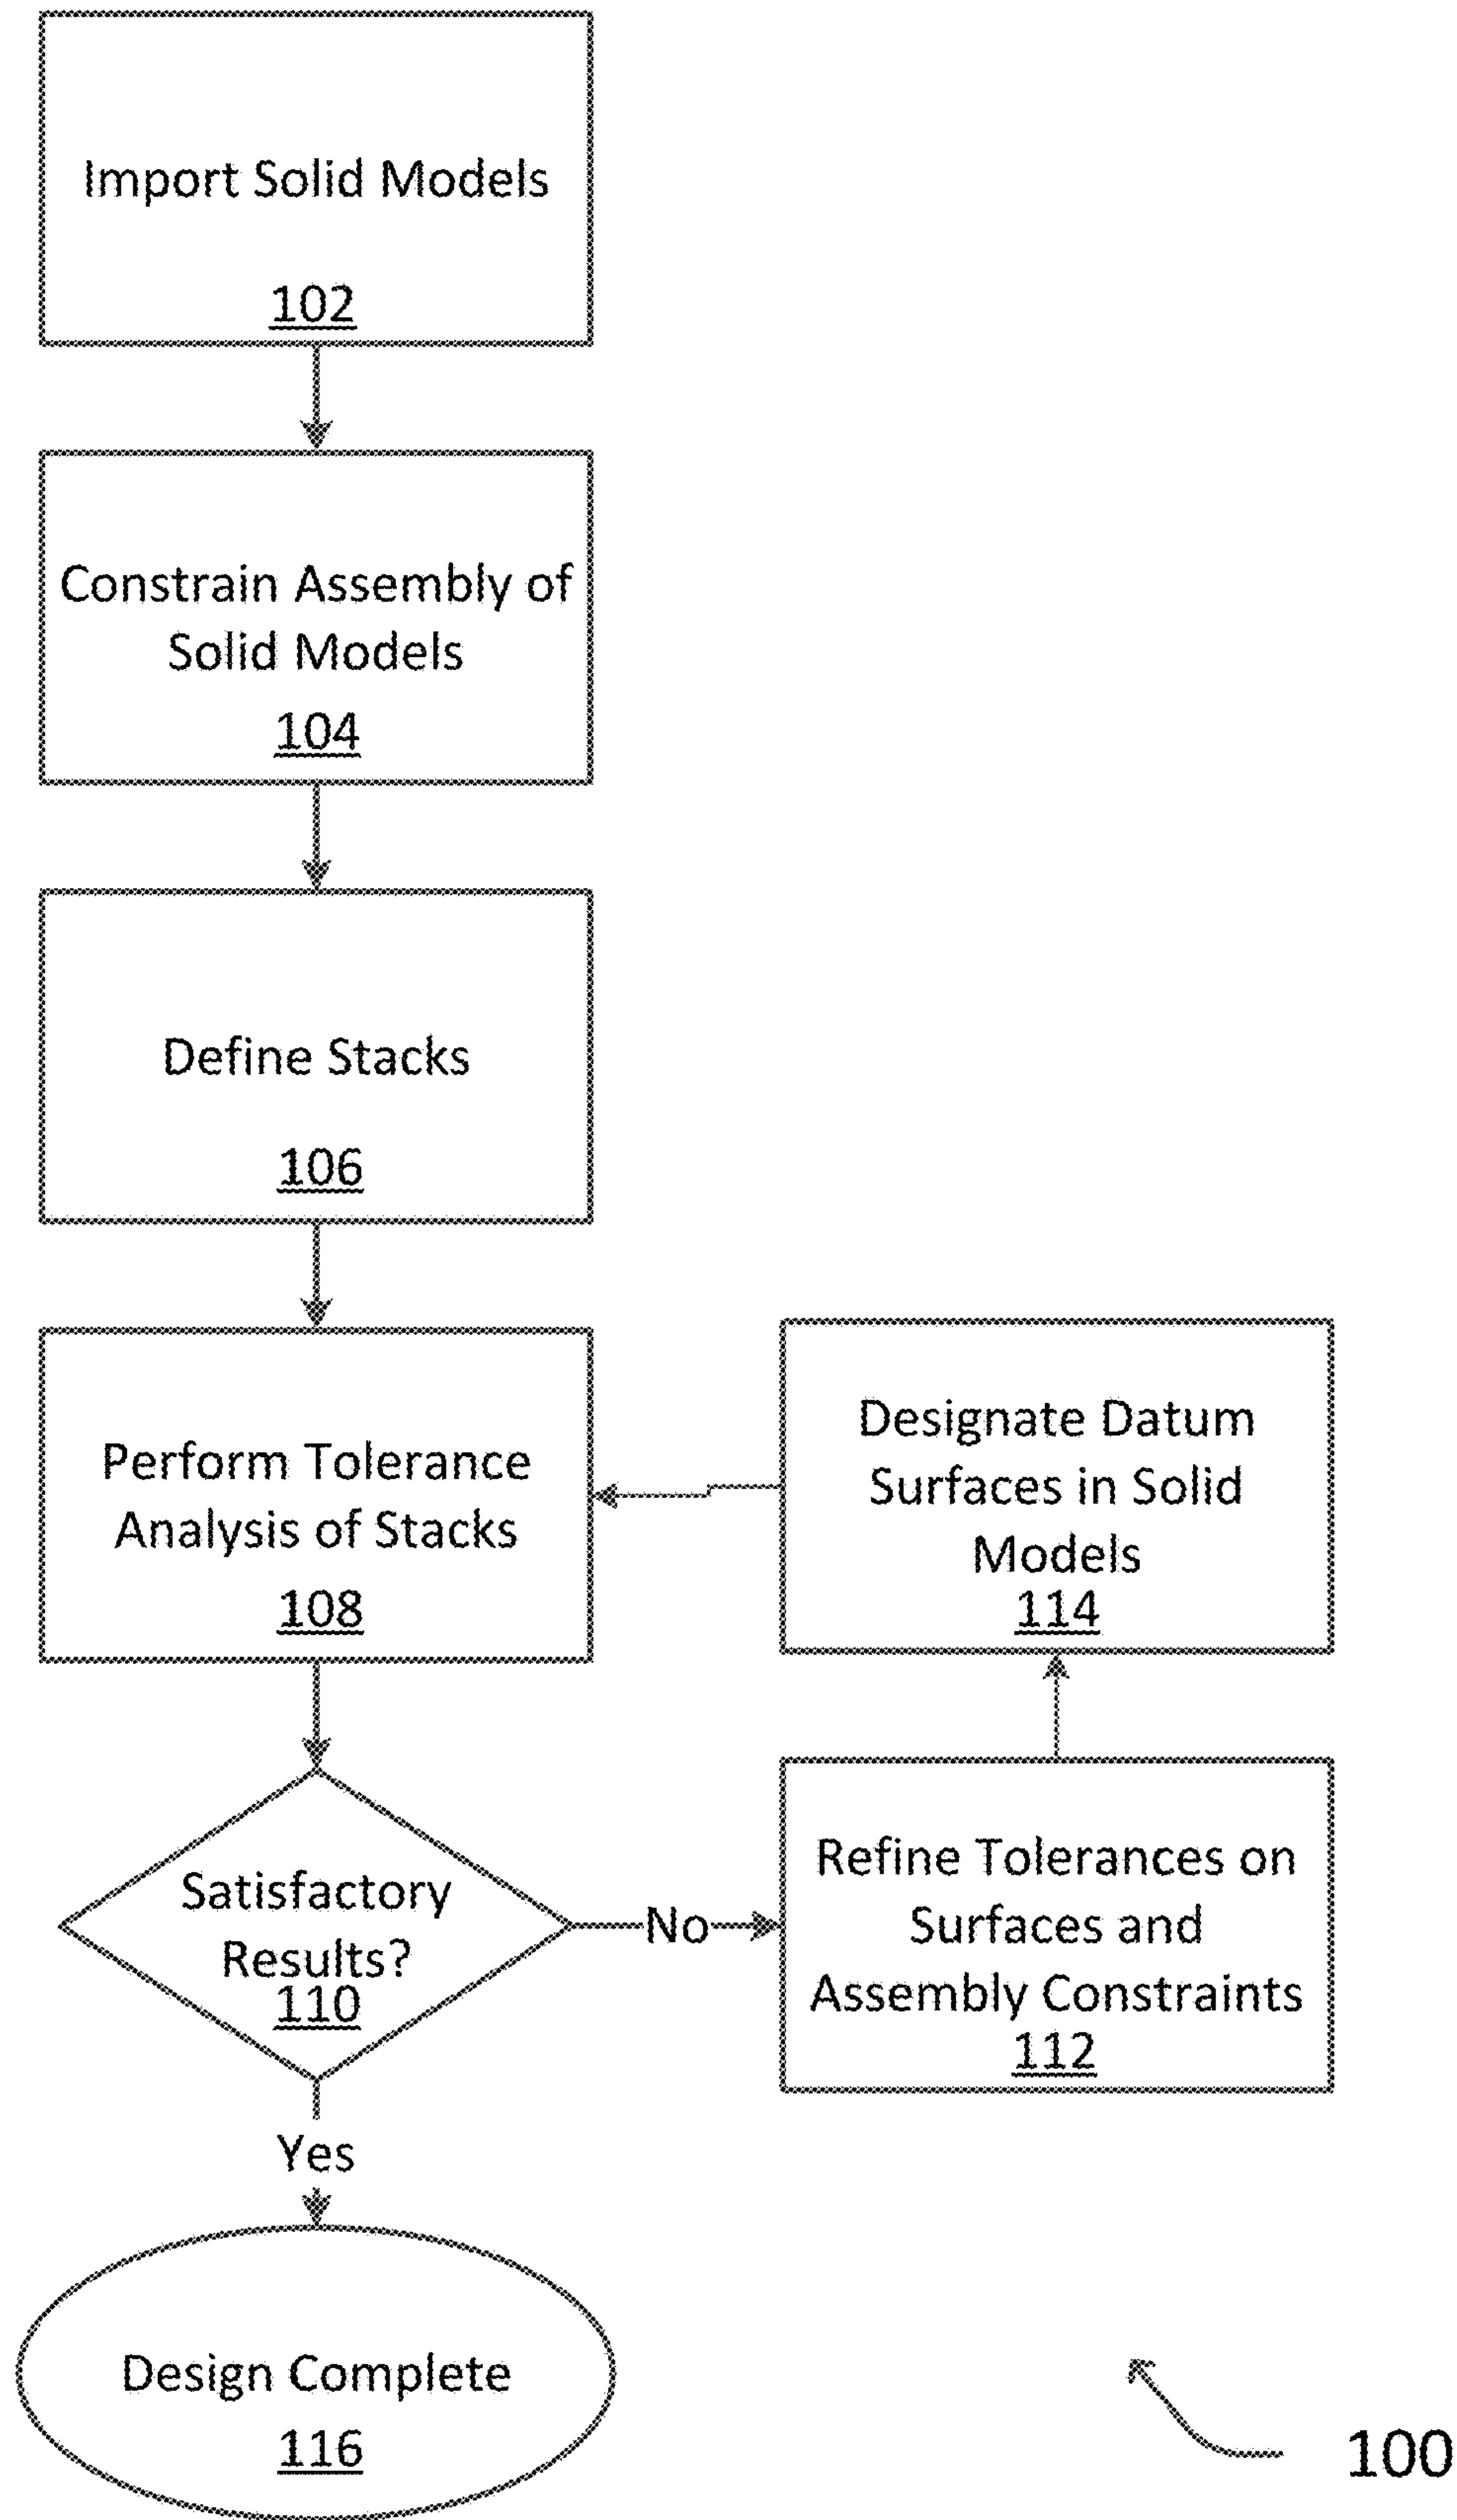 Import Solid Models
102
Constrain Assembly of
Solid Models
104
Define Stacks
106
Perform Tolerance
Analysis of Stacks
108
Designate Datum
Surfaces in Solid
Models
114
Satisfactory
Results?
110
No
Refine Tolerances on
Surfaces and
Assembly Constraints
112
Yes
Design Complete
116
100